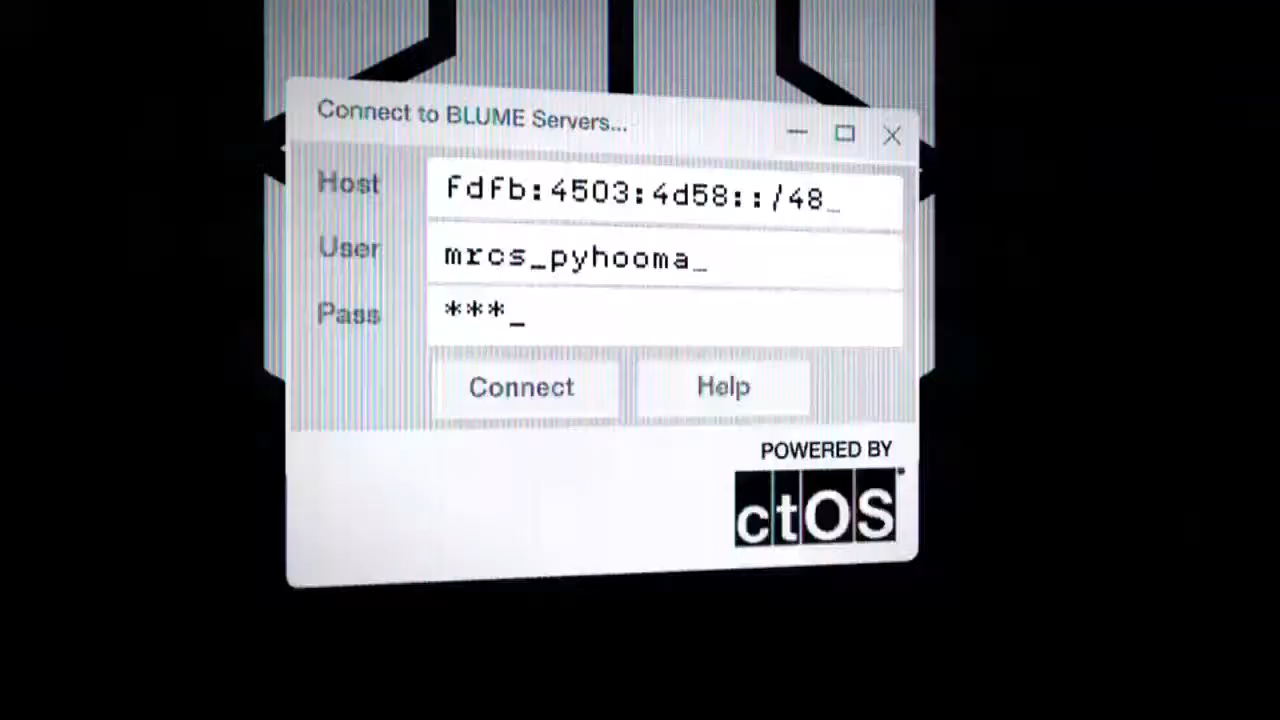 Connect to BLUME Servers...
Host fdfb:4503:4d58::/48_
User mrcs_pyhooma_
Pass ***_
Connect Help
POWERED BY
ctOS